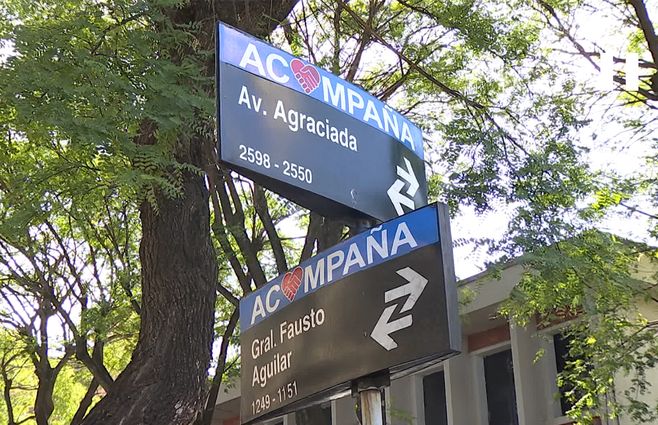 ACOMPAÑA
Av. Agraciada
2598 - 2550
ACOMPAÑA
Gral. Fausto
Aguilar
1249 - 1151
H